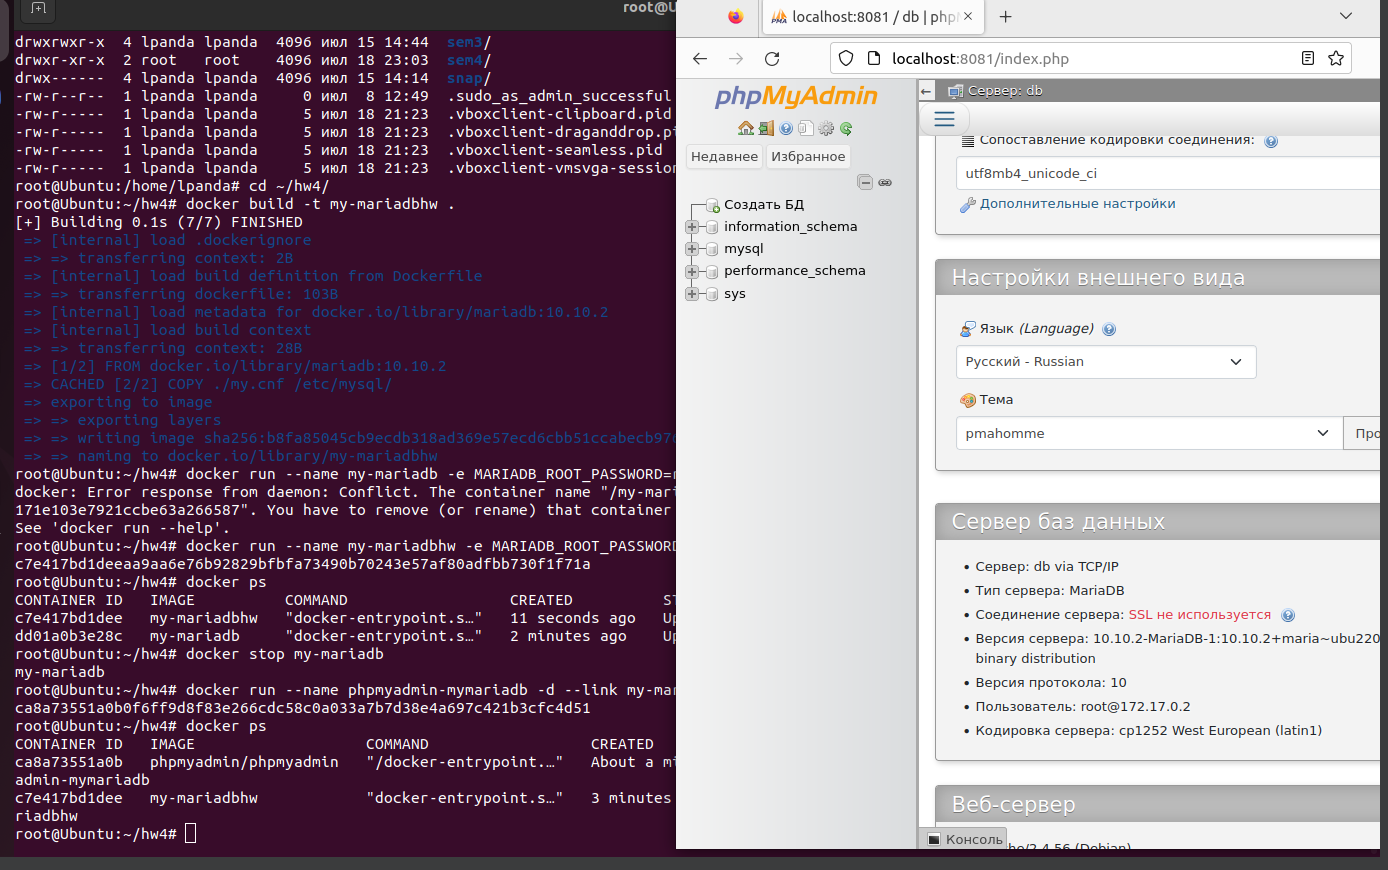 root@U
drwxrwxr-x  4 lpanda lpanda  4096 июл 15 14:44  sem3/
drwxr-xr-x  2 root   root    4096 июл 18 23:03  sem4/
drwx------  4 lpanda lpanda  4096 июл 15 14:14  snap/
-rw-r--r--  1 lpanda lpanda     0 июл  8 12:49  .sudo_as_admin_successful
-rw-r-----  1 lpanda lpanda     5 июл 18 21:23  .vboxclient-clipboard.pid
-rw-r-----  1 lpanda lpanda     5 июл 18 21:23  .vboxclient-draganddrop.pi
-rw-r-----  1 lpanda lpanda     5 июл 18 21:23  .vboxclient-seamless.pid
-rw-r-----  1 lpanda lpanda     5 июл 18 21:23  .vboxclient-vmsvga-session
root@Ubuntu:/home/lpanda# cd ~/hw4/
root@Ubuntu:~/hw4# docker build -t my-mariadbhw .
[+] Building 0.1s (7/7) FINISHED
=> [internal] load .dockerignore
=> => transferring context: 2B
=> [internal] load build definition from Dockerfile
=> => transferring dockerfile: 103B
=> [internal] load metadata for docker.io/library/mariadb:10.10.2
=> [internal] load build context
=> => transferring context: 28B
=> [1/2] FROM docker.io/library/mariadb:10.10.2
=> CACHED [2/2] COPY ./my.cnf /etc/mysql/
=> exporting to image
=> => exporting layers
=> => writing image sha256:b8fa85045cb9ecdb318ad369e57ecd6cbb51ccabecb97
=> => naming to docker.io/library/my-mariadbhw
root@Ubuntu:~/hw4# docker run --name my-mariadb -e MARIADB_ROOT_PASSWORD=
docker: Error response from daemon: Conflict. The container name "/my-mari
171e103e7921ccbe63a266587". You have to remove (or rename) that container
See 'docker run --help'.
root@Ubuntu:~/hw4# docker run --name my-mariadbhw -e MARIADB_ROOT_PASSWORD
c7e417bd1deeaa9aa6e76b92829bfbfa73490b70243e57af80adfbb730f1f71a
root@Ubuntu:~/hw4# docker ps
CONTAINER ID   IMAGE          COMMAND                  CREATED          ST
c7e417bd1dee   my-mariadbhw   "docker-entrypoint.s…"   11 seconds ago   Up
dd01a0b3e28c   my-mariadb     "docker-entrypoint.s…"   2 minutes ago    Up
root@Ubuntu:~/hw4# docker stop my-mariadb
my-mariadb
root@Ubuntu:~/hw4# docker run --name phpmyadmin-mymariadb -d --link my-mar
ca8a73551a0b0f6ff9d8f83e266cdc58c0a033a7b7d38e4a697c421b3cfc4d51
root@Ubuntu:~/hw4# docker ps
CONTAINER ID   IMAGE                   COMMAND                  CREATED
ca8a73551a0b   phpmyadmin/phpmyadmin   "/docker-entrypoint.…"   About a mi
admin-mymariadb
c7e417bd1dee   my-mariadbhw            "docker-entrypoint.s…"   3 minutes
riadbhw
root@Ubuntu:~/hw4#
localhost:8081 / db | phpM
localhost:8081/index.php
phpMyAdmin
Недавнее Избранное
Создать БД
information_schema
mysql
performance_schema
sys
Сервер: db
Сопоставление кодировки соединения:
utf8mb4_unicode_ci
Дополнительные настройки
Настройки внешнего вида
Язык (Language)
Русский - Russian
Тема
pmahomme
Про
Сервер баз данных
• Сервер: db via TCP/IP
• Тип сервера: MariaDB
• Соединение сервера: SSL не используется
• Версия сервера: 10.10.2-MariaDB-1:10.10.2+maria~ubu220
binary distribution
• Версия протокола: 10
• Пользователь: root@172.17.0.2
• Кодировка сервера: cp1252 West European (latin1)
Веб-сервер
Консоль
he/2.4.56 (Debian)